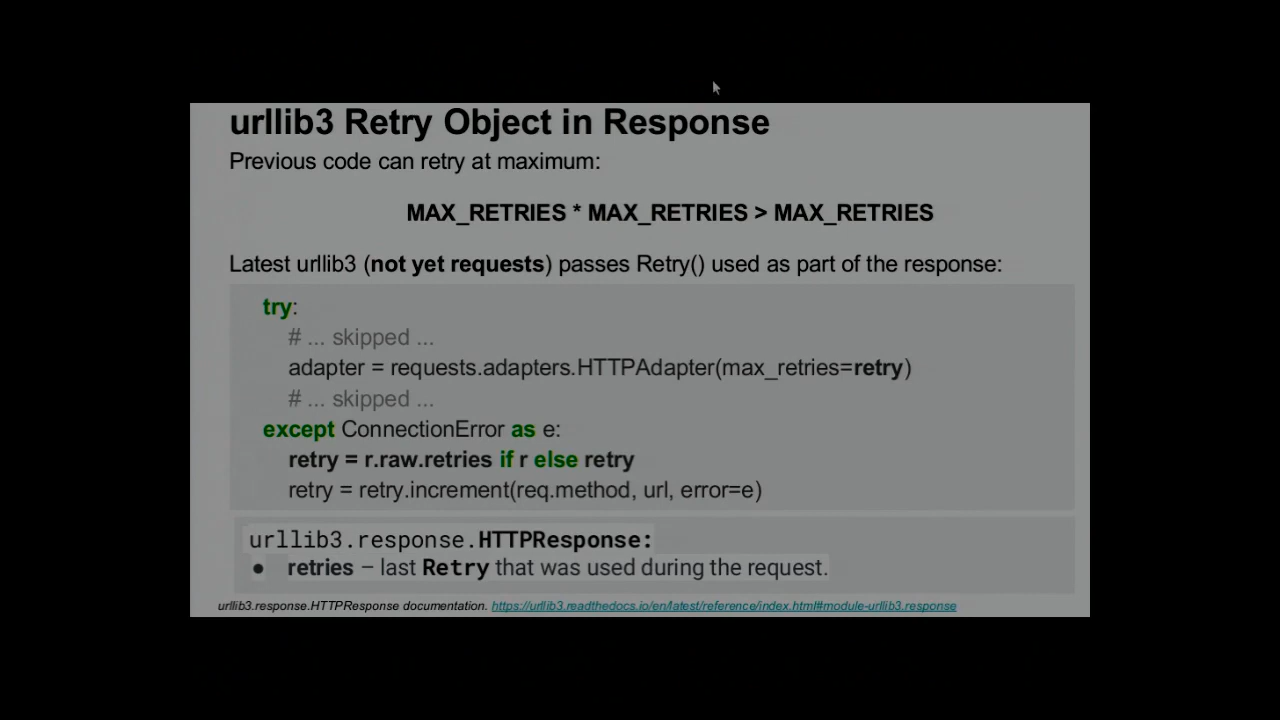 urllib3 Retry Object in Response
Previous code can retry at maximum:
MAX_RETRIES * MAX_RETRIES > MAX_RETRIES
Latest urllib3 (not yet requests) passes Retry() used as part of the response:
try:
# ... skipped ...
adapter = requests.adapters.HTTPAdapter(max_retries=retry)
# ... skipped ...
except ConnectionError as e:
retry = r.raw.retries if r else retry
retry = retry.increment(req.method, url, error=e)
urllib3.response.HTTPResponse:
● retries – last Retry that was used during the request.
urllib3.response.HTTPResponse documentation. https://urllib3.readthedocs.io/en/latest/reference/index.html#module-urllib3.response